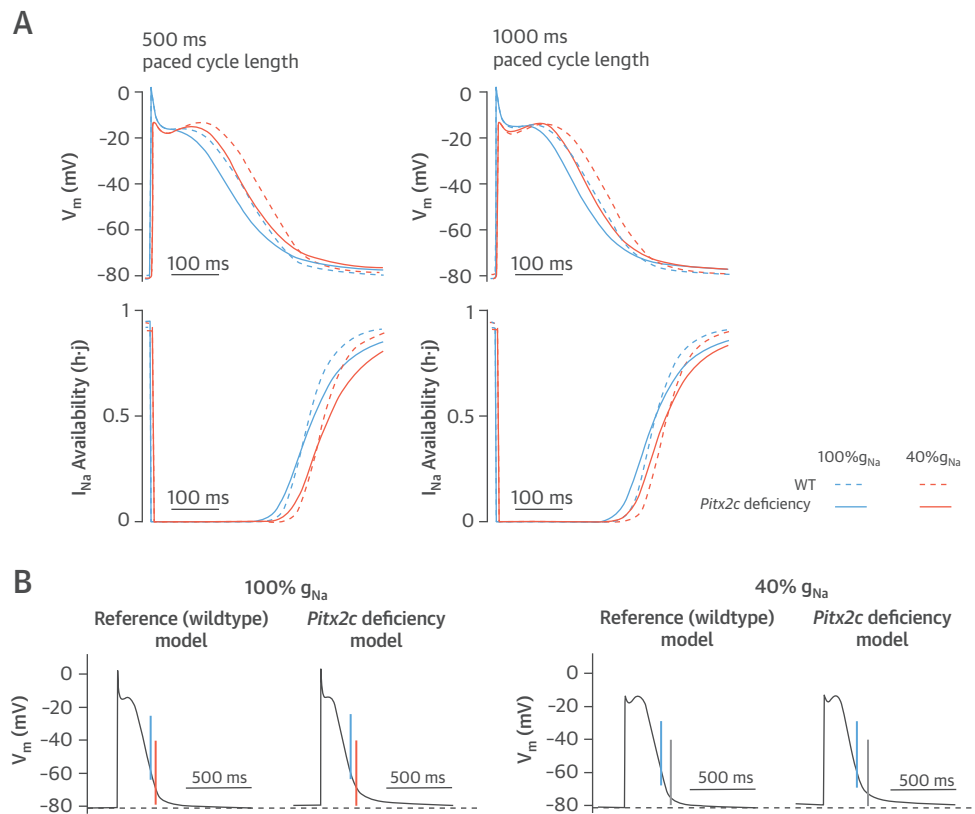 A
500 ms
paced cycle length
1000 ms
paced cycle length
0
-20
-40
-60
-80
Vm (mV)
100 ms
0
-20
-40
-60
-80
Vm (mV)
100 ms
1
0.5
0
INa Availability (h·j)
100 ms
1
0.5
0
INa Availability (h·j)
100 ms
100%gNa 40%gNa
WT
Pitx2c deficiency
B
100% gNa
40% gNa
Reference (wildtype)
model
Pitx2c deficiency
model
Reference (wildtype)
model
Pitx2c deficiency
model
0
-20
-40
-60
-80
Vm (mV)
500 ms
500 ms
0
-20
-40
-60
-80
Vm (mV)
500 ms
500 ms